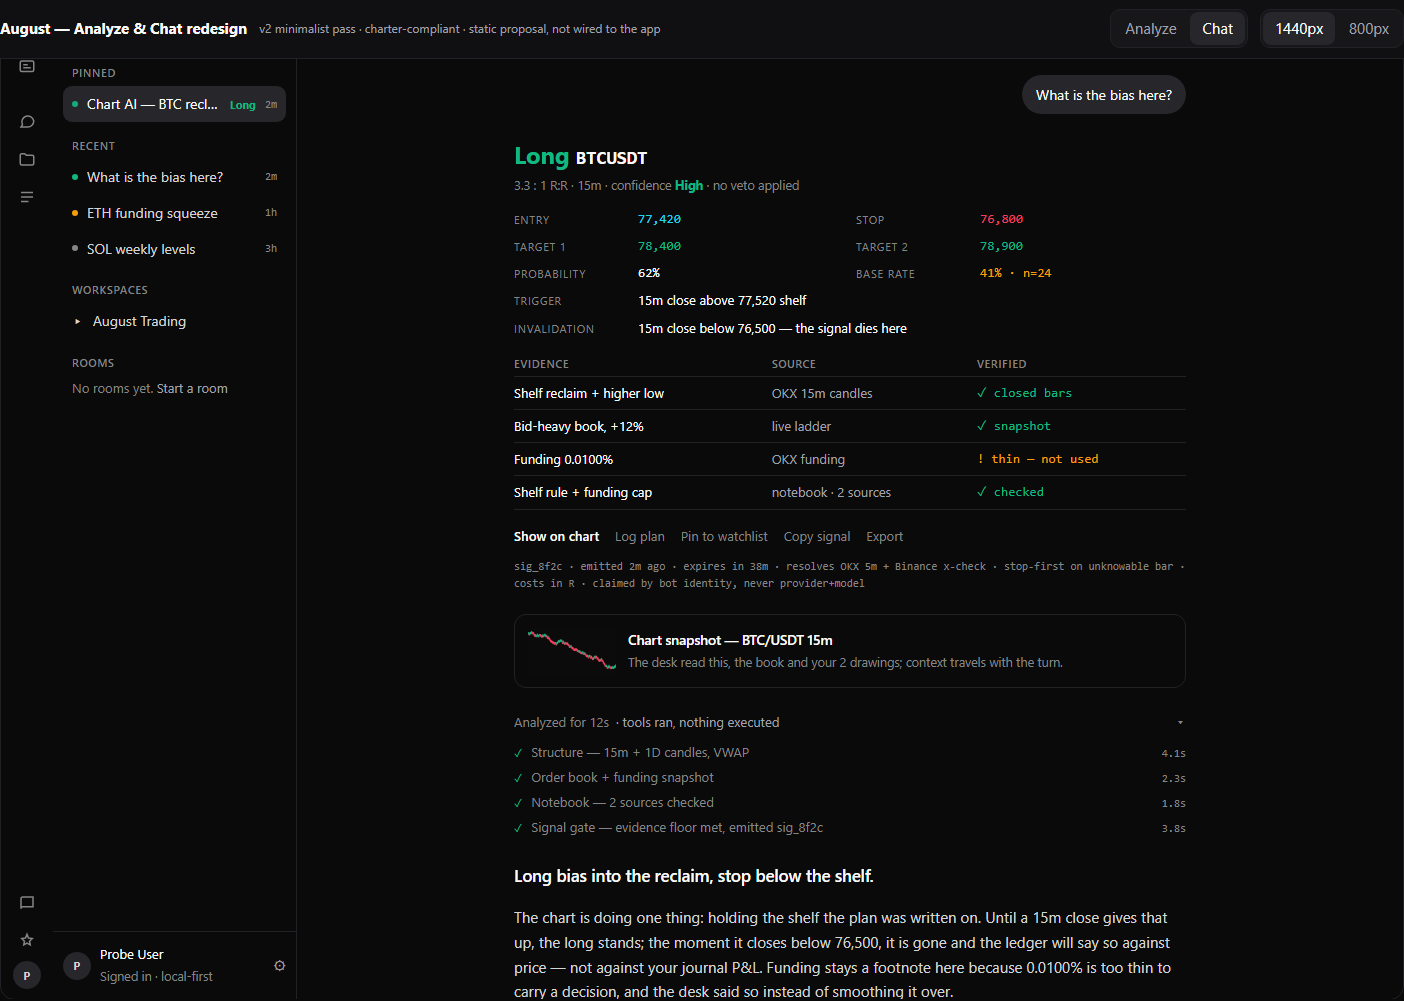 August — Analyze & Chat redesign v2 minimalist pass · charter-compliant · static proposal, not wired to the app Analyze Chat 1440px 800px
PINNED
Chart AI — BTC recl... Long 2m
RECENT
What is the bias here? 2m
ETH funding squeeze 1h
SOL weekly levels 3h
WORKSPACES
August Trading
ROOMS
No rooms yet. Start a room
P
P
Probe User
Signed in · local-first
What is the bias here?
Long BTCUSDT
3.3 : 1 R:R · 15m · confidence High · no veto applied
ENTRY 77,420 STOP 76,800
TARGET 1 78,400 TARGET 2 78,900
PROBABILITY 62% BASE RATE 41% · n=24
TRIGGER 15m close above 77,520 shelf
INVALIDATION 15m close below 76,500 — the signal dies here
EVIDENCE SOURCE VERIFIED
Shelf reclaim + higher low OKX 15m candles ✓ closed bars
Bid-heavy book, +12% live ladder ✓ snapshot
Funding 0.0100% OKX funding ! thin — not used
Shelf rule + funding cap notebook · 2 sources ✓ checked
Show on chart Log plan Pin to watchlist Copy signal Export
sig_8f2c · emitted 2m ago · expires in 38m · resolves OKX 5m + Binance x-check · stop-first on unknowable bar ·
costs in R · claimed by bot identity, never provider+model
Chart snapshot — BTC/USDT 15m
The desk read this, the book and your 2 drawings; context travels with the turn.
Analyzed for 12s · tools ran, nothing executed
✓ Structure — 15m + 1D candles, VWAP 4.1s
✓ Order book + funding snapshot 2.3s
✓ Notebook — 2 sources checked 1.8s
✓ Signal gate — evidence floor met, emitted sig_8f2c 3.8s
Long bias into the reclaim, stop below the shelf.
The chart is doing one thing: holding the shelf the plan was written on. Until a 15m close gives that
up, the long stands; the moment it closes below 76,500, it is gone and the ledger will say so against
price — not against your journal P&L. Funding stays a footnote here because 0.0100% is too thin to
carry a decision, and the desk said so instead of smoothing it over.